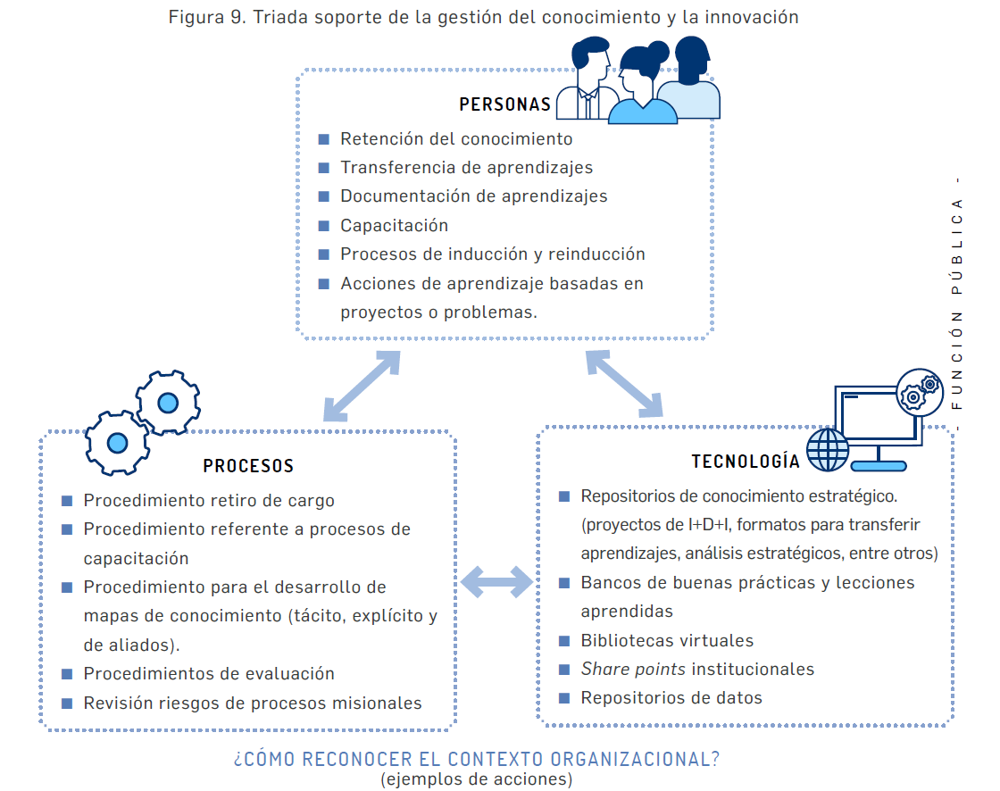 Figura 9. Triada soporte de la gestión del conocimiento y la innovación
PERSONAS
Retención del conocimiento
Transferencia de aprendizajes
Documentación de aprendizajes
Capacitación
Procesos de inducción y reinducción
Acciones de aprendizaje basadas en
proyectos o problemas.
PROCESOS
Procedimiento retiro de cargo
Procedimiento referente a procesos de
capacitación
Procedimiento para el desarrollo de
mapas de conocimiento (tácito, explícito y
de aliados).
Procedimientos de evaluación
Revisión riesgos de procesos misionales
TECNOLOGÍA
Repositorios de conocimiento estratégico.
(proyectos de I+D+I, formatos para transferir
aprendizajes, análisis estratégicos, entre otros)
Bancos de buenas prácticas y lecciones
aprendidas
Bibliotecas virtuales
Share points institucionales
Repositorios de datos
¿CÓMO RECONOCER EL CONTEXTO ORGANIZACIONAL?
(ejemplos de acciones)
- FUNCIÓN PÚBLICA -